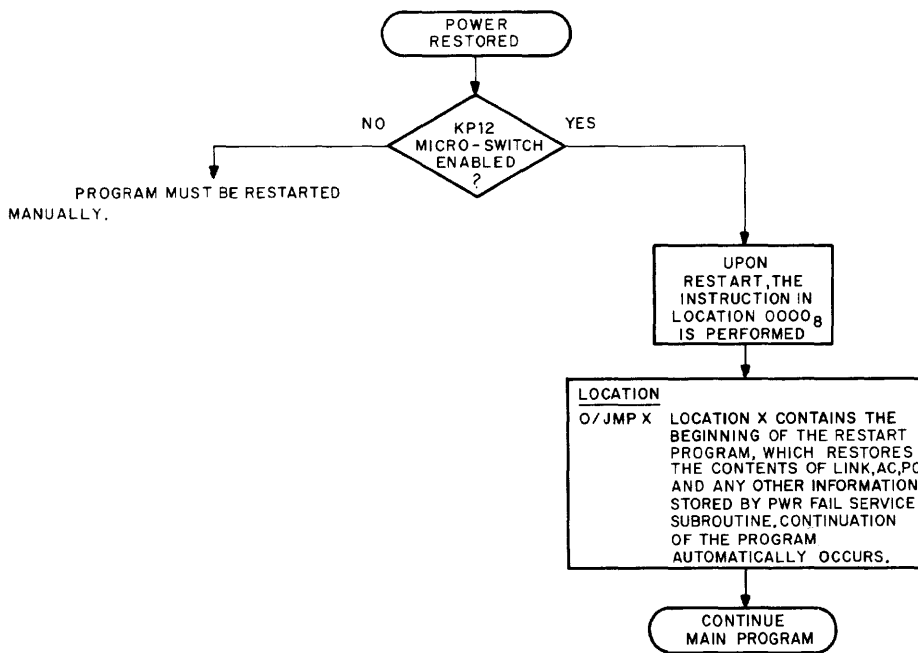 POWER
RESTORED
NO
KP12
MICRO-SWITCH
ENABLED
?
YES
PROGRAM MUST BE RESTARTED
MANUALLY.
UPON
RESTART, THE
INSTRUCTION IN
LOCATION 0000₈
IS PERFORMED
LOCATION
0/JMP X LOCATION X CONTAINS THE
BEGINNING OF THE RESTART
PROGRAM, WHICH RESTORES
THE CONTENTS OF LINK, AC, PC
AND ANY OTHER INFORMATION
STORED BY PWR FAIL SERVICE
SUBROUTINE. CONTINUATION
OF THE PROGRAM
AUTOMATICALLY OCCURS.
CONTINUE
MAIN PROGRAM